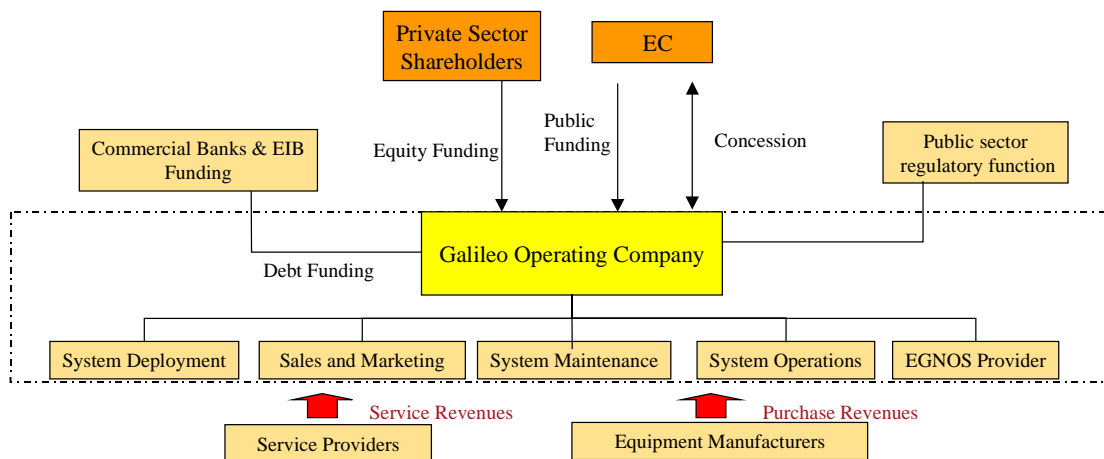 Private Sector
Shareholders
EC
Commercial Banks & EIB
Funding
Equity Funding
Public
Funding
Concession
Public sector
regulatory function
Galileo Operating Company
Debt Funding
System Deployment
Sales and Marketing
System Maintenance
System Operations
EGNOS Provider
Service Revenues
Purchase Revenues
Service Providers
Equipment Manufacturers